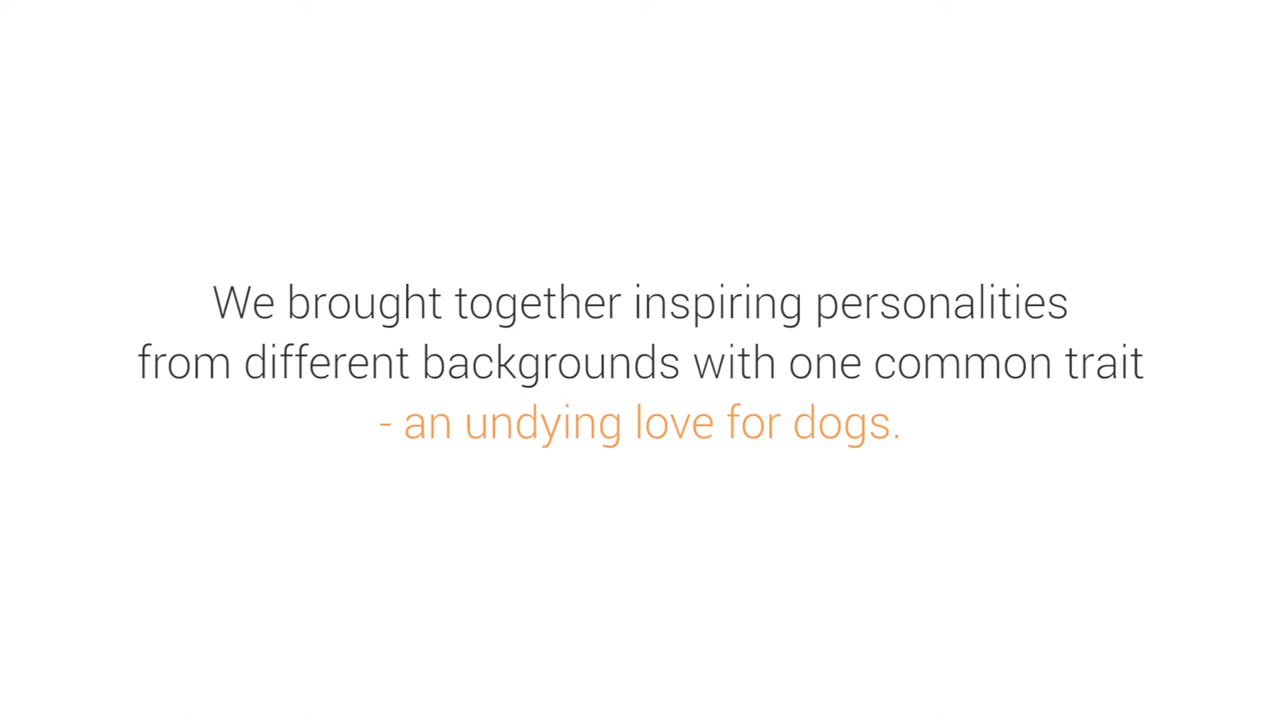 We brought together inspiring personalities
from different backgrounds with one common trait
- an undying love for dogs.